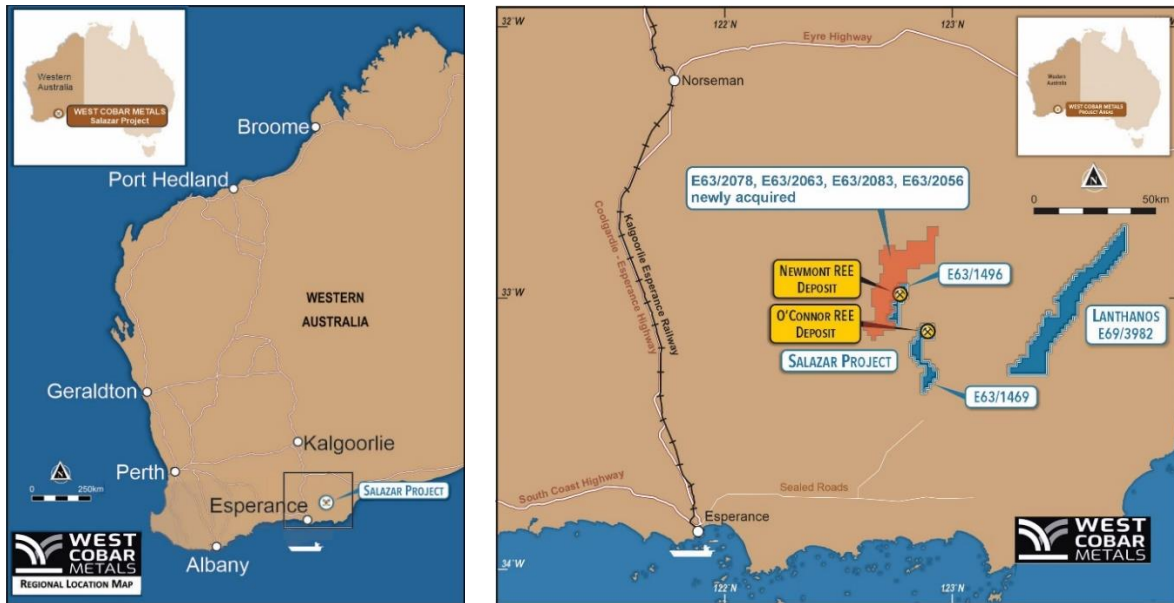 Western
Australia
WEST COBAR METALS
Salazar Project
Broome
Port Hedland
WESTERN
AUSTRALIA
Geraldton
Kalgoorlie
Perth
N
0 250km
Esperance
SALAZAR PROJECT
Albany
WEST
COBAR
METALS
REGIONAL LOCATION MAP
32°W
122°N
123°N
Eyre Highway
Norseman
Western
Australia
WEST COBAR METALS
Project Areas
N
0 50km
E63/2078, E63/2063, E63/2083, E63/2056
newly acquired
Coolgardie - Esperance Highway
Kalgoorlie Esperance Railway
NEWMONT REE
DEPOSIT
E63/1496
33°W
O'CONNOR REE
DEPOSIT
LANTHANOS
E69/3982
SALAZAR PROJECT
E63/1469
South Coast Highway
Sealed Roads
Esperance
WEST
COBAR
METALS
34°W
122°N
123°N